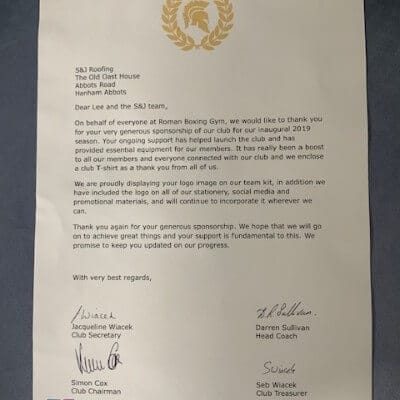 S&J Roofing
The Old Oast House
Abbots Road
Hanham Abbots
Dear Lee and the S&J team,
On behalf of everyone at Roman Boxing Gym, we would like to thank you
for your very generous sponsorship of our club for our inaugural 2019
season. Your ongoing support has helped launch the club and has
provided essential equipment for our members. It has really been a boost
to all our members and everyone connected with our club and we enclose
a club T-shirt as a thank you from all of us.
We are proudly displaying your logo image on our team kit, in addition we
have included the logo on all of our stationery, social media and
promotional materials, and will continue to incorporate it wherever we
can.
Thank you again for your generous sponsorship. We hope that we will go
on to achieve great things and your support is fundamental to this. We
promise to keep you updated on our progress.
With very best regards,
J Wiacek D.R. Sullivan.
Jacqueline Wiacek Darren Sullivan
Club Secretary Head Coach
Simon Cox S Wiacek
Simon Cox Seb Wiacek
Club Chairman Club Treasurer